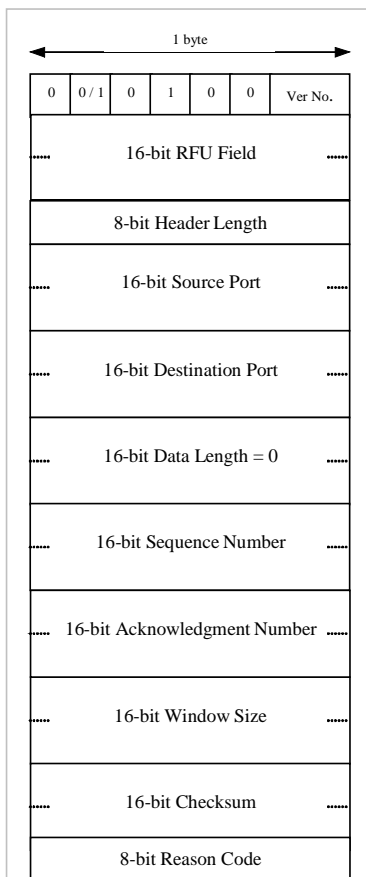 1 byte
0 0 / 1 0 1 0 0 Ver No.
16-bit RFU Field
8-bit Header Length
16-bit Source Port
16-bit Destination Port
16-bit Data Length = 0
16-bit Sequence Number
16-bit Acknowledgment Number
16-bit Window Size
16-bit Checksum
8-bit Reason Code